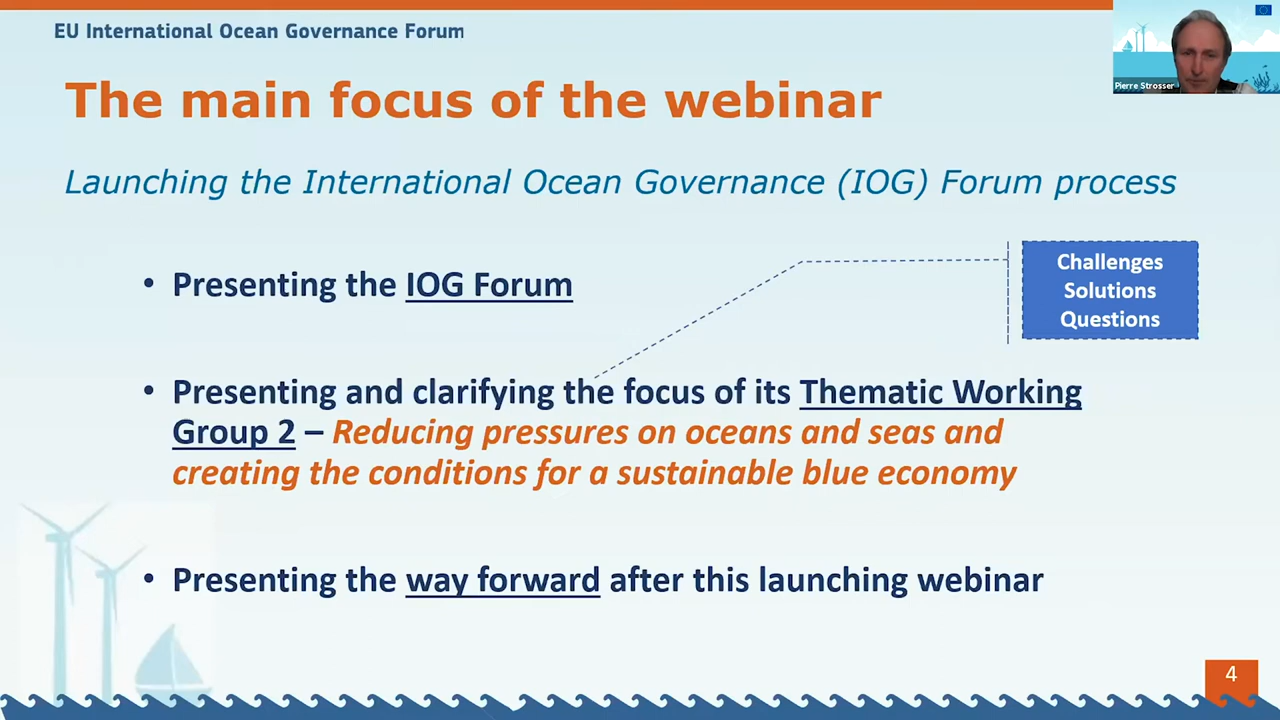 EU International Ocean Governance Forum
Pierre Strosser
The main focus of the webinar
Launching the International Ocean Governance (IOG) Forum process
Challenges
Solutions
Questions
• Presenting the IOG Forum
• Presenting and clarifying the focus of its Thematic Working
Group 2 – Reducing pressures on oceans and seas and
creating the conditions for a sustainable blue economy
• Presenting the way forward after this launching webinar
4